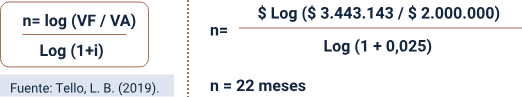 n= log (VF / VA)
Log (1+i)
Fuente: Tello, L. B. (2019).
n=
$ Log ($ 3.443.143 / $ 2.000.000)
Log (1 + 0,025)
n = 22 meses